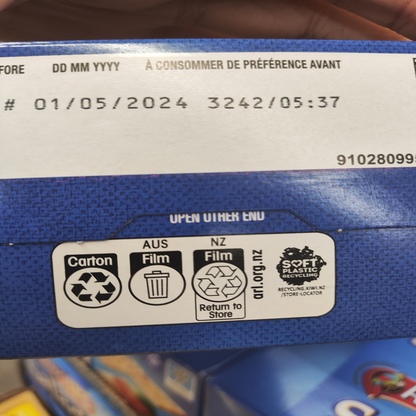 FORE DD MM YYYY À CONSOMMER DE PRÉFÉRENCE AVANT
# 01/05/2024 3242/05:37
91028099
OPEN OTHER END
AUS NZ
Carton Film Film
Return to
Store
arl.org.nz
SOFT
PLASTIC
RECYCLING
RECYCLING.KIWI.NZ
/STORE-LOCATOR